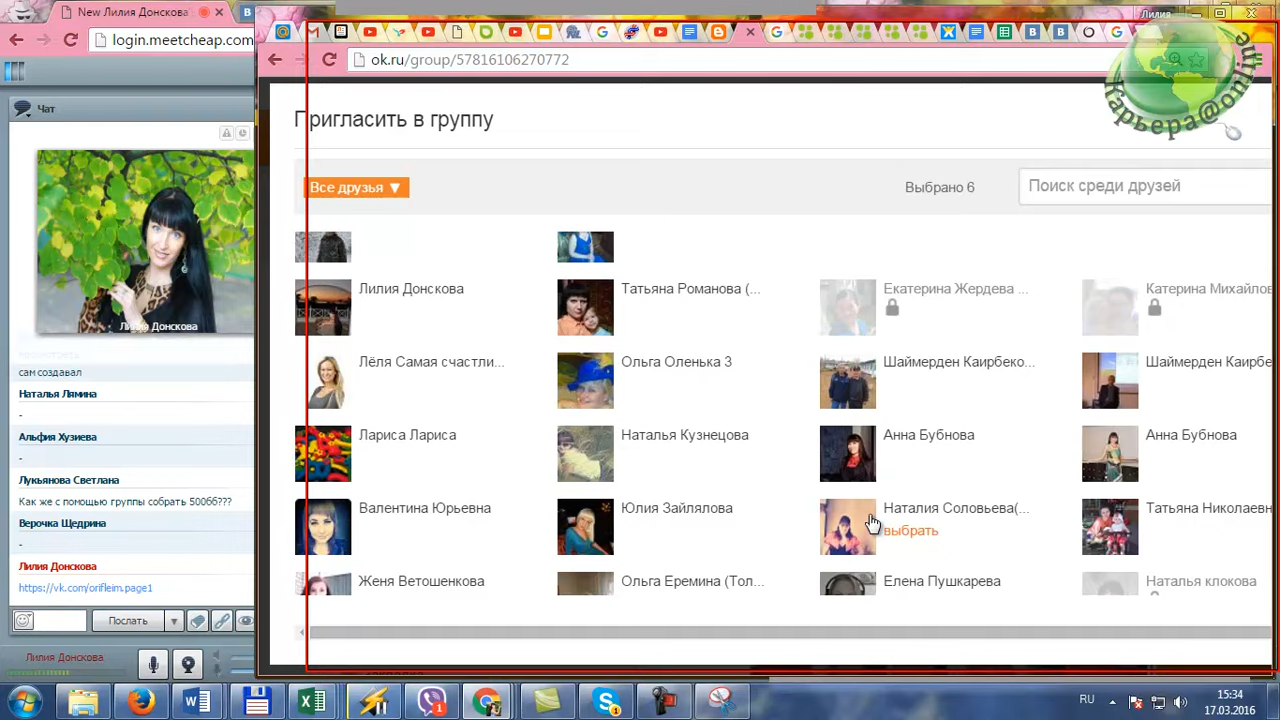 New Лилия Донскова
login.meetcheap.com
Чат
Лилия Донскова
сам создавал
Наталья Лямина
-
Альфия Хузиева
-
Лукьянова Светлана
Как же с помощью группы собрать 500бб???
Верочка Щедрина
-
Лилия Донскова
https://vk.com/orifleim.page1
Послать
Лилия Донскова
Лилия
ok.ru/group/57816106270772
Карьера@online
Пригласить в группу
Все друзья ▼
Выбрано 6
Поиск среди друзей
Лилия Донскова
Татьяна Романова (...
Екатерина Жердева ...
Катерина Михайлов
Лёля Самая счастли...
Ольга Оленька 3
Шаймерден Каирбеко...
Шаймерден Каирбе
Лариса Лариса
Наталья Кузнецова
Анна Бубнова
Анна Бубнова
Валентина Юрьевна
Юлия Зайлялова
Наталия Соловьева(...
выбрать
Татьяна Николаевн
Женя Ветошенкова
Ольга Еремина (Тол...
Елена Пушкарева
Наталья клокова
RU
15:34
17.03.2016